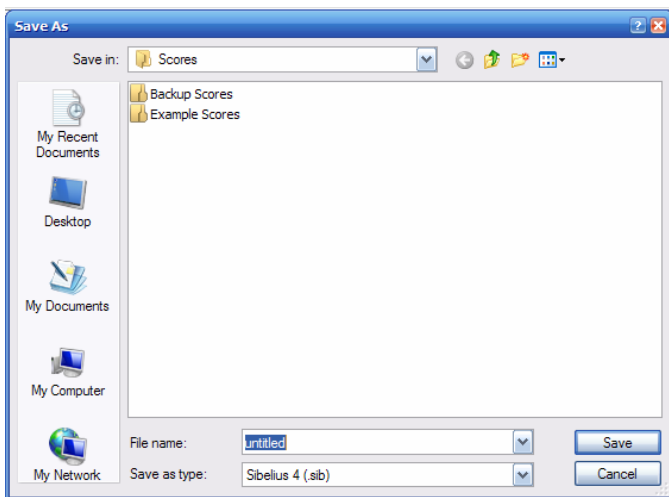 Save As
Save in:
Scores
Backup Scores
Example Scores
My Recent
Documents
Desktop
My Documents
My Computer
My Network
File name:
untitled
Save
Save as type:
Sibelius 4 (.sib)
Cancel